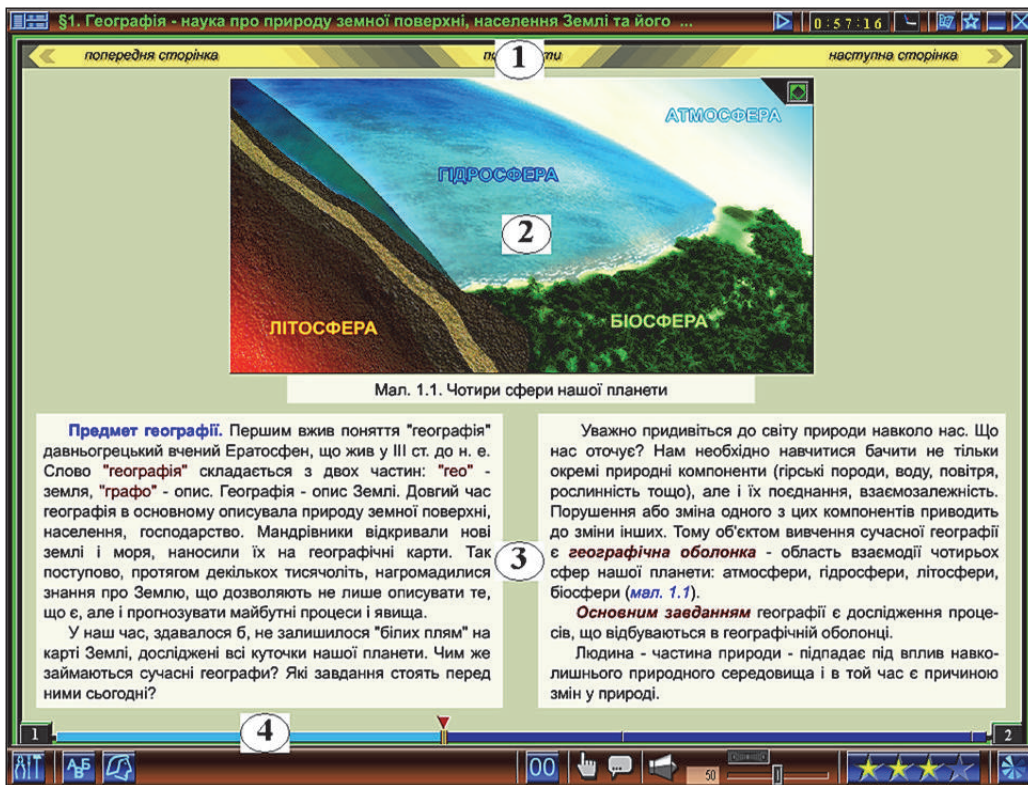 §1. Географія - наука про природу земної поверхні, населення Землі та його ...
0:57:16
попередня сторінка
1
наступна сторінка
АТМОСФЕРА
ГІДРОСФЕРА
2
ЛІТОСФЕРА
БІОСФЕРА
Мал. 1.1. Чотири сфери нашої планети
Предмет географії. Першим вжив поняття "географія"
давньогрецький вчений Ератосфен, що жив у III ст. до н. е.
Слово "географія" складається з двох частин: "гео" -
земля, "графо" - опис. Географія - опис Землі. Довгий час
географія в основному описувала природу земної поверхні,
населення, господарство. Мандрівники відкривали нові
землі і моря, наносили їх на географічні карти. Так
поступово, протягом декількох тисячоліть, нагромадилися
знання про Землю, що дозволяють не лише описувати те,
що є, але і прогнозувати майбутні процеси і явища.
У наш час, здавалося б, не залишилося "білих плям" на
карті Землі, досліджені всі куточки нашої планети. Чим же
займаються сучасні географи? Які завдання стоять перед
ними сьогодні?
3
Уважно придивіться до світу природи навколо нас. Що
нас оточує? Нам необхідно навчитися бачити не тільки
окремі природні компоненти (гірські породи, воду, повітря,
рослинність тощо), але і їх поєднання, взаємозалежність.
Порушення або зміна одного з цих компонентів приводить
до зміни інших. Тому об'єктом вивчення сучасної географії
є географічна оболонка - область взаємодії чотирьох
сфер нашої планети: атмосфери, гідросфери, літосфери,
біосфери (мал. 1.1).
Основним завданням географії є дослідження проце-
сів, що відбуваються в географічній оболонці.
Людина - частина природи - підпадає під вплив навко-
лишнього природного середовища і в той час є причиною
змін у природі.
1
4
2
АБВ
50